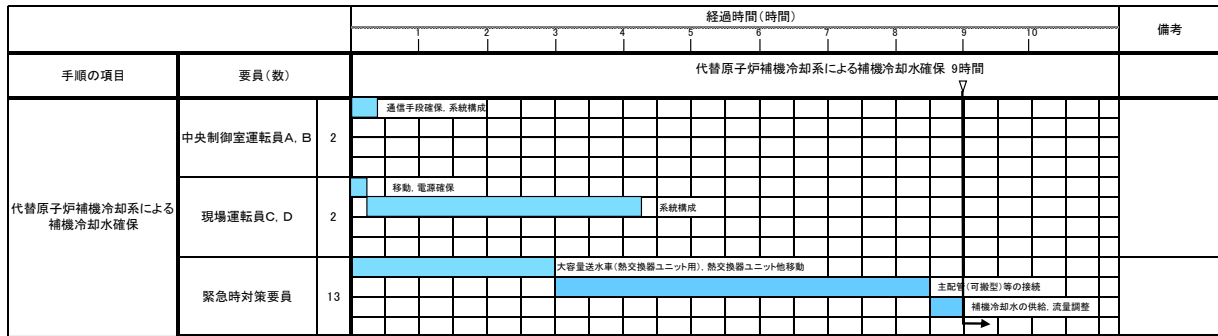 経過時間(時間)
備考
1 2 3 4 5 6 7 8 9 10
手順の項目
要員(数)
代替原子炉補機冷却系による補機冷却水確保 9時間
▽
代替原子炉補機冷却系による
補機冷却水確保
中央制御室運転員A, B
2
通信手段確保, 系統構成
現場運転員C, D
2
移動, 電源確保
系統構成
緊急時対策要員
13
大容量送水車(熱交換器ユニット用), 熱交換器ユニット他移動
主配管(可搬型)等の接続
補機冷却水の供給, 流量調整